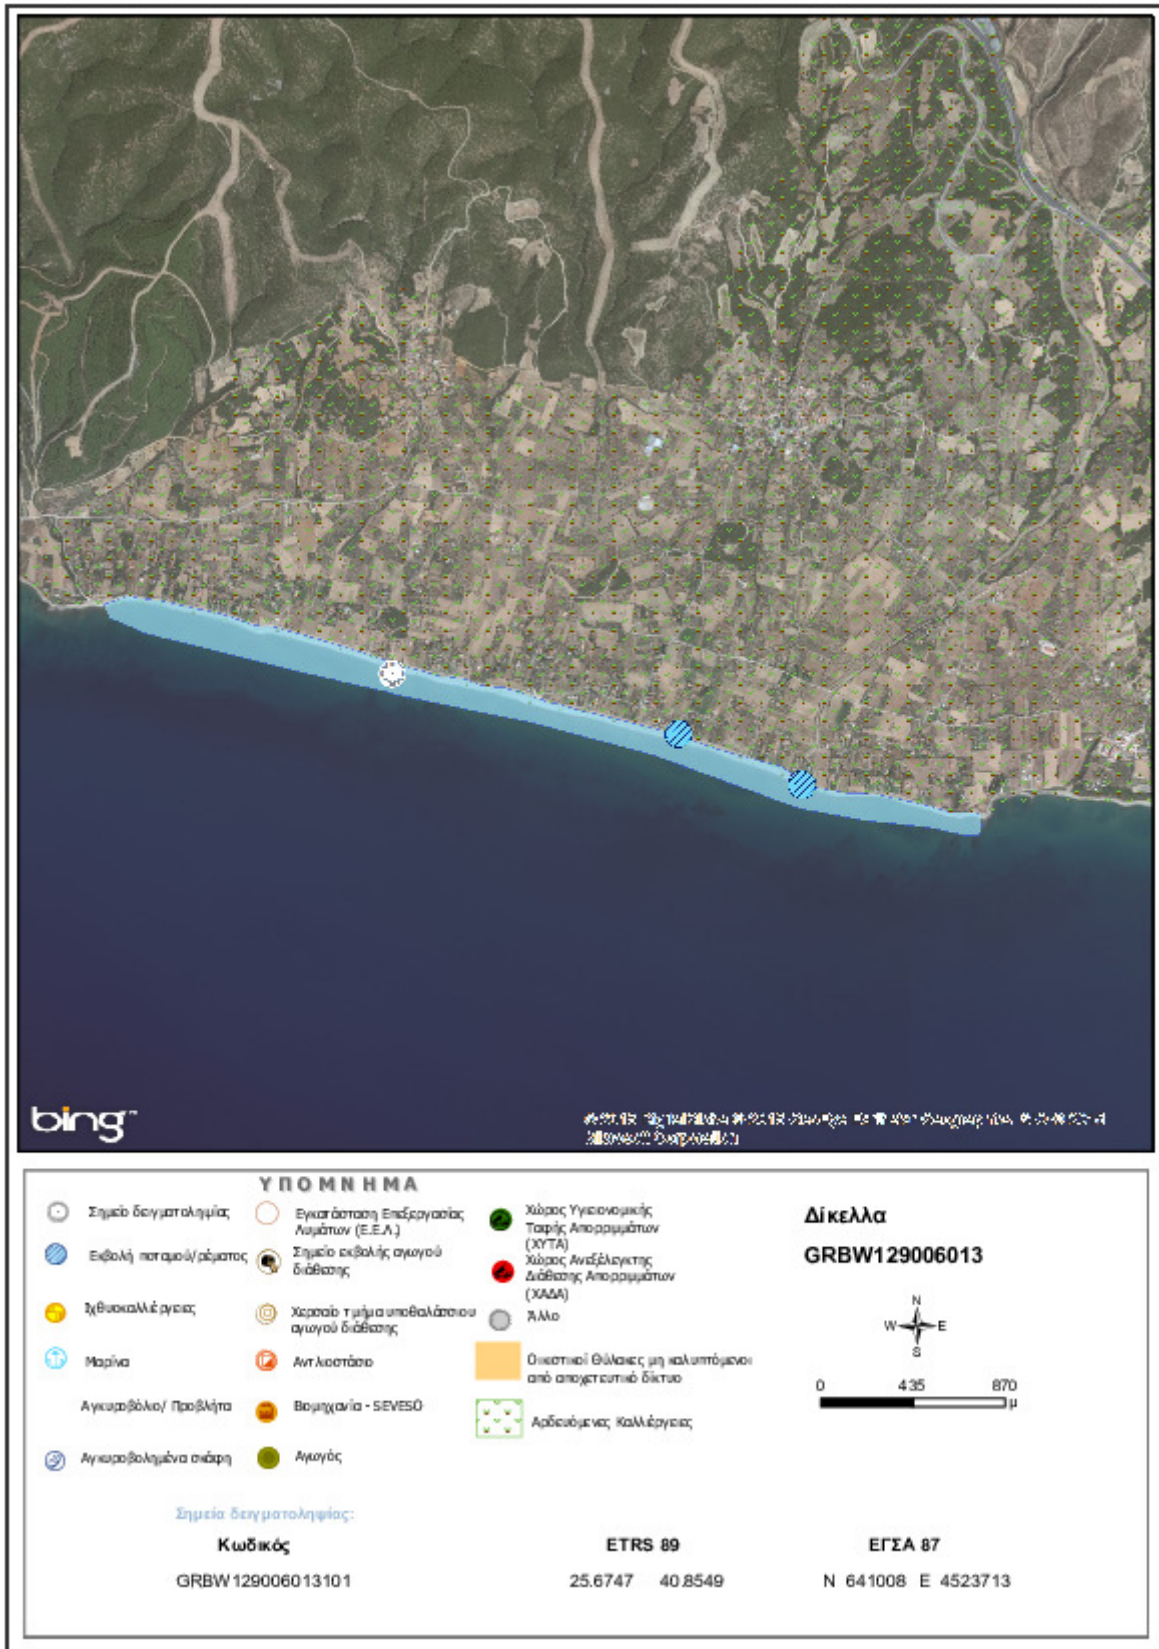 bing™
ΥΠΟΜΝΗΜΑ
Σημείο δειγματοληψίας
Εκβολή ποταμού/ρέματος
Ιχθυοκαλλιέργειες
Μαρίνα
Αγκυροβόλιο/ Προβλήτα
Αγκυροβολημένα σκάφη
Εγκατάσταση Επεξεργασίας
Λυμάτων (Ε.Ε.Λ.)
Σημείο εκβολής αγωγού
διάθεσης
Χερσαίο τμήμα υποθαλάσσιου
αγωγού διάθεσης
Αντλιοστάσιο
Βιομηχανία - SEVESO
Αγωγός
Χώρος Υγειονομικής
Ταφής Απορριμμάτων
(ΧΥΤΑ)
Χώρος Ανεξέλεγκτης
Διάθεσης Απορριμμάτων
(ΧΑΔΑ)
Άλλο
Οικιστικοί Θύλακες μη καλυπτόμενοι
από αποχετευτικό δίκτυο
Αρδευόμενες Καλλιέργειες
Δίκελλα
GRBW129006013
N
W E
S
0 435 870
μ
Σημεία δειγματοληψίας:
Κωδικός ETRS 89 ΕΓΣΑ 87
GRBW129006013101 25.6747 40.8549 N 641008 E 4523713